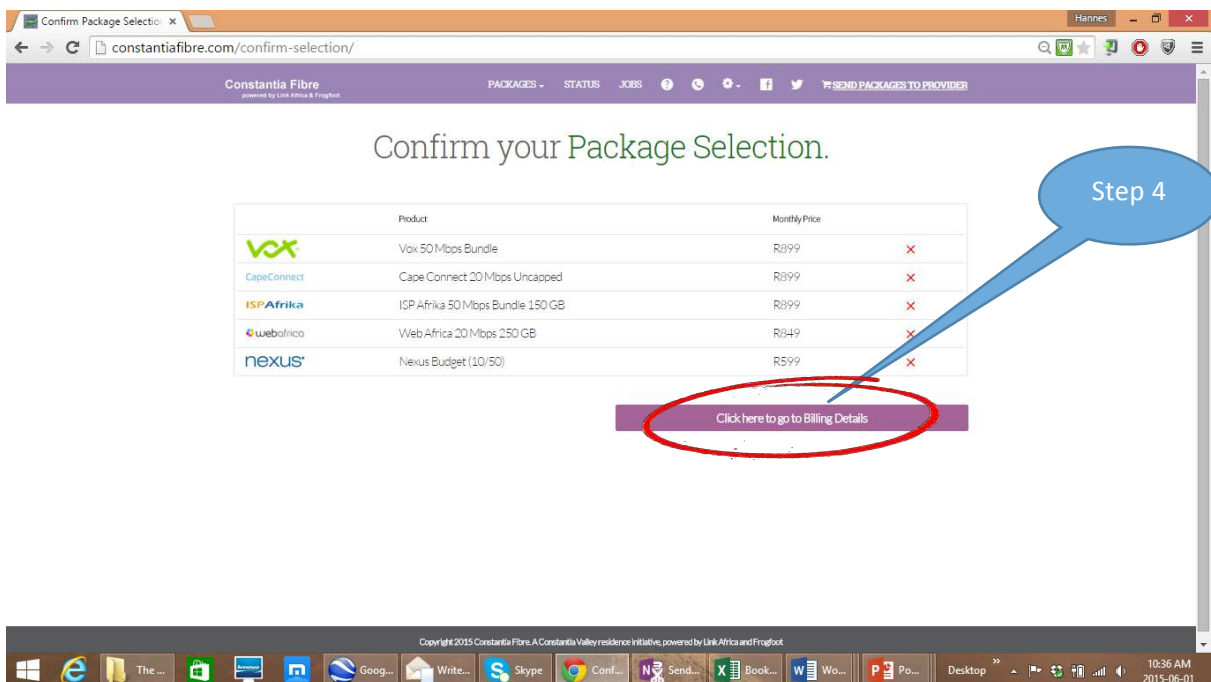 Confirm Package Selectio
Hannes
constantiafibre.com/confirm-selection/
Constantia Fibre
powered by Link Africa & Frogfoot
PACKAGES STATUS JOBS SEND PACKAGES TO PROVIDER
Confirm your Package Selection.
Step 4
Product Monthly Price
VOX Vox 50 Mbps Bundle R899
CapeConnect Cape Connect 20 Mbps Uncapped R899
ISPAfrika ISP Afrika 50 Mbps Bundle 150 GB R899
webafrica Web Africa 20 Mbps 250 GB R849
nexus Nexus Budget (10/50) R599
Click here to go to Billing Details
Copyright 2015 Constantia Fibre. A Constantia Valley residence initiative, powered by Link Africa and Frogfoot
The ... Goog... Write... Skype Conf... Send... Book... Wo... Po... Desktop 10:36 AM
2015-06-01